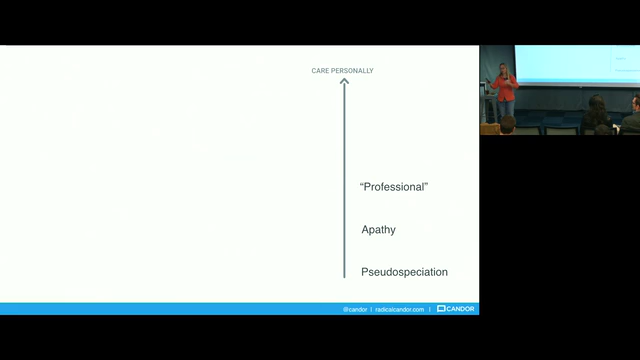 CARE PERSONALLY
“Professional”
Apathy
Pseudospeciation
@candor | radicalcandor.com | CANDOR